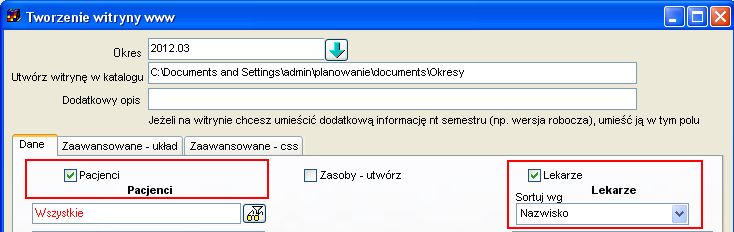 Tworzenie witryny www
Okres 2012.03
Utwórz witrynę w katalogu C:\Documents and Settings\admin\planowanie\documents\Okresy
Dodatkowy opis
Jeżeli na witrynie chcesz umieścić dodatkową informację nt semestru (np. wersja robocza), umieść ją w tym polu
Dane Zaawansowane - układ Zaawansowane - css
Pacjenci Zasoby - utwórz Lekarze
Pacjenci Lekarze
Sortuj wg
Wszystkie Nazwisko